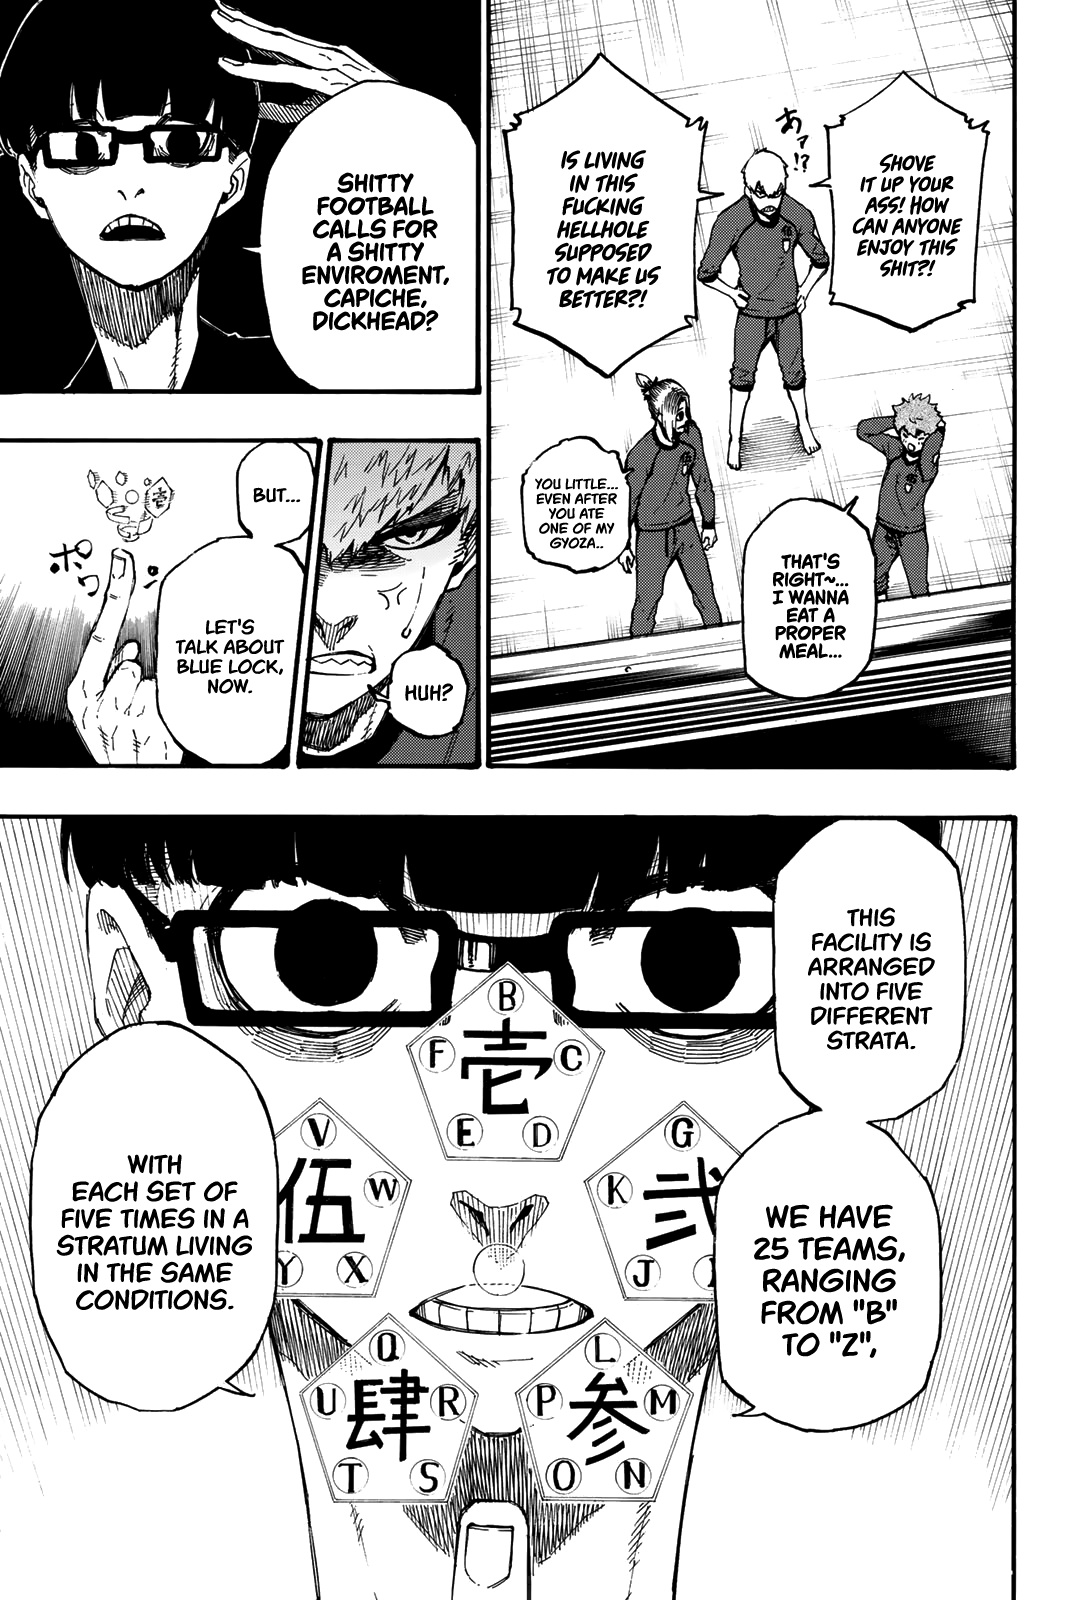 SHOVE
IT UP YOUR
ASS! HOW
CAN ANYONE
ENJOY THIS
SHIT?!
あァ!?
IS LIVING
IN THIS
FUCKING
HELLHOLE
SUPPOSED
TO MAKE US
BETTER?!
THAT'S
RIGHT~...
I WANNA
EAT A
PROPER
MEAL...
YOU LITTLE...
EVEN AFTER
YOU ATE
ONE OF MY
GYOZA..
SHITTY
FOOTBALL
CALLS FOR
A SHITTY
ENVIROMENT,
CAPICHE,
DICKHEAD?
HUH?
BUT...
LET'S
TALK ABOUT
BLUE LOCK,
NOW.
壱
ポワン
THIS
FACILITY IS
ARRANGED
INTO FIVE
DIFFERENT
STRATA.
WE HAVE
25 TEAMS,
RANGING
FROM "B"
TO "Z",
WITH
EACH SET OF
FIVE TIMES IN A
STRATUM LIVING
IN THE SAME
CONDITIONS.
B
F 壱 C
E D
G
K 弐
J
L
P 参 M
O N
Q
U 肆 R
T S
V
伍 W
Y X